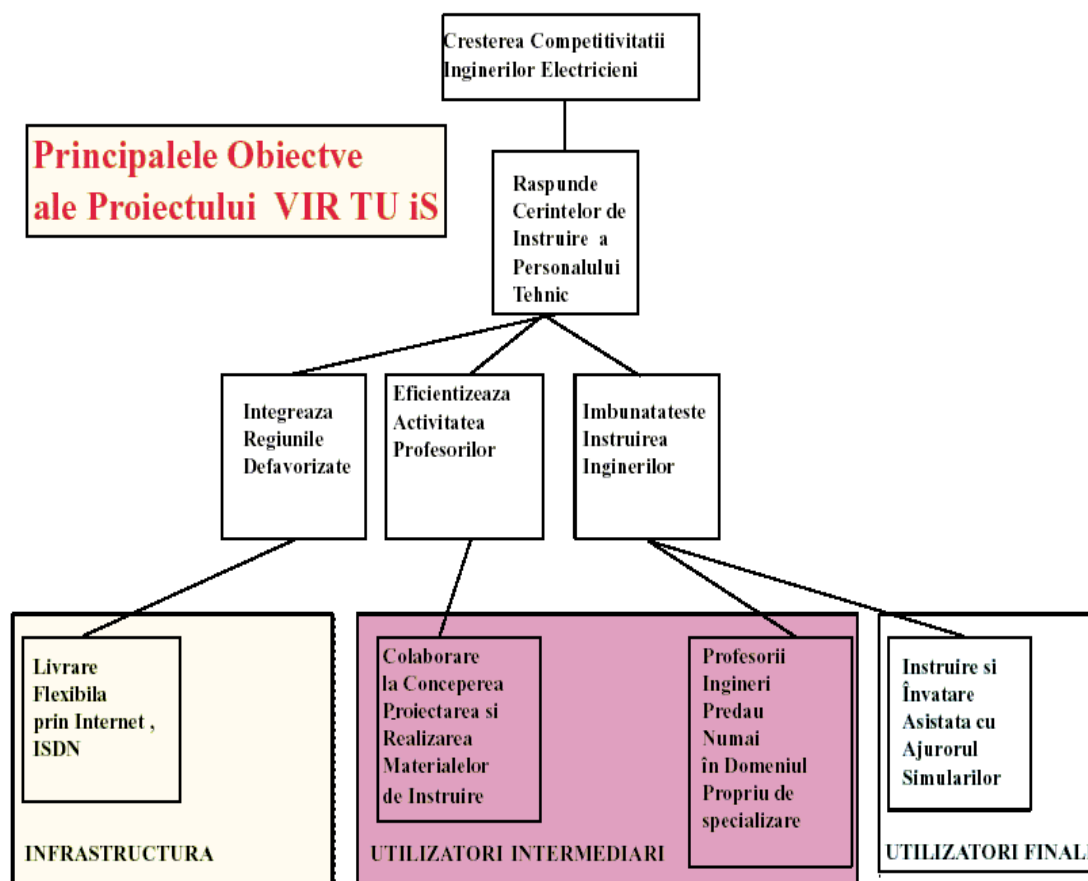 Cresterea Competitivitatii
Inginerilor Electricieni
Principalele Obiectve
ale Proiectului VIR TU iS
Raspunde
Cerintelor de
Instruire a
Personalului
Tehnic
Integreaza
Regiunile
Defavorizate
Eficientizeaza
Activitatea
Profesorilor
Imbunatateste
Instruirea
Inginerilor
Livrare
Flexibila
prin Internet ,
ISDN
INFRASTRUCTURA
Colaborare
la Conceperea
Proiectarea si
Realizarea
Materialelor
de Instruire
Profesorii
Ingineri
Predau
Numai
în Domeniul
Propriu de
specializare
UTILIZATORI INTERMEDIARI
Instruire si
Învatare
Asistata cu
Ajurorul
Simularilor
UTILIZATORI FINALI